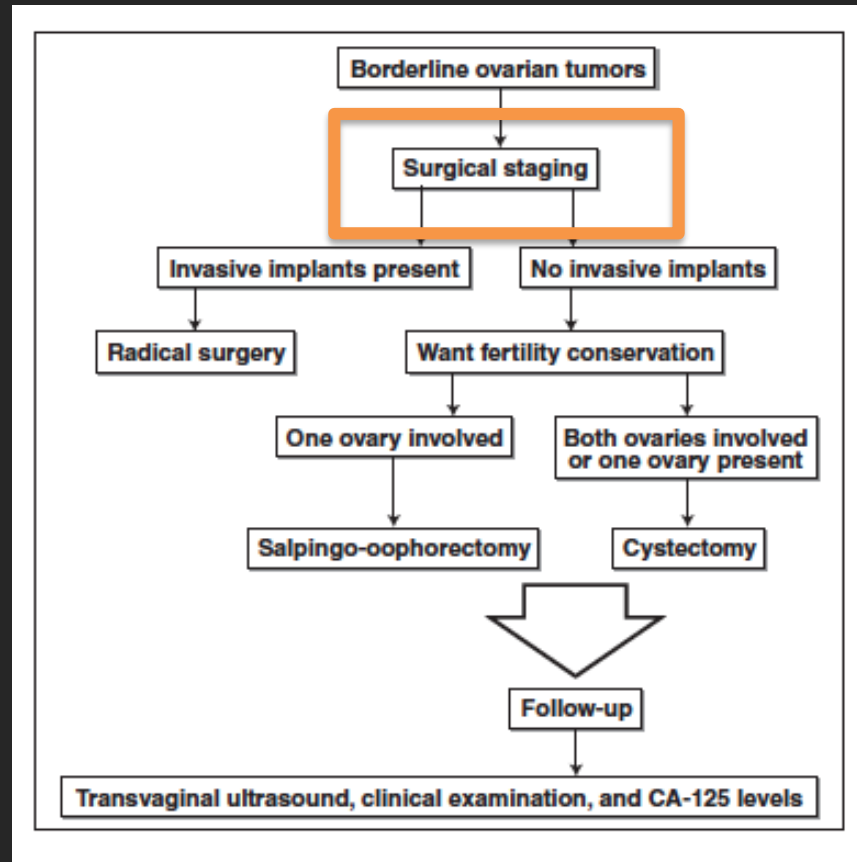 Borderline ovarian tumors
Surgical staging
Invasive implants present
No invasive implants
Radical surgery
Want fertility conservation
One ovary involved
Both ovaries involved
or one ovary present
Salpingo-oophorectomy
Cystectomy
Follow-up
Transvaginal ultrasound, clinical examination, and CA-125 levels